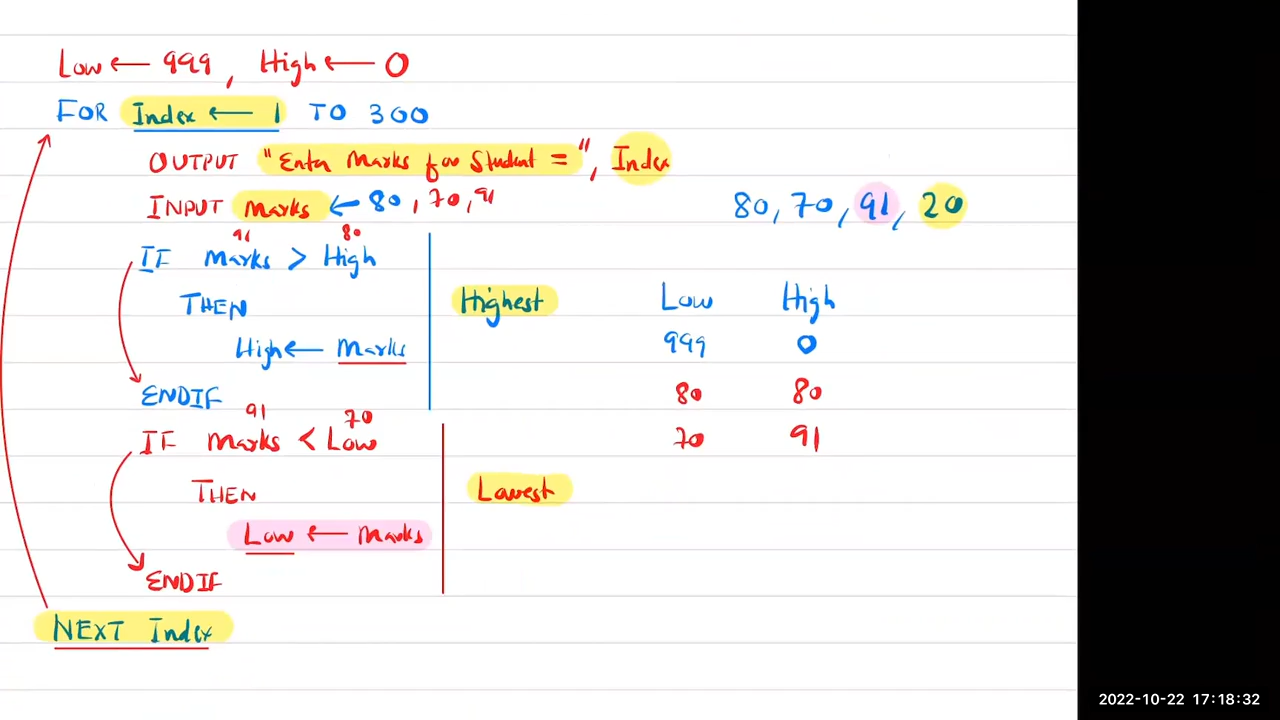 Low ← 999, High ← 0
FOR Index ← 1 TO 300
OUTPUT "Enter Marks for Student = ", Index
INPUT Marks ← 80, 70, 91
80, 70, 91, 20
91 80
IF Marks > High
THEN
High ← Marks
ENDIF
Highest
91 70
IF Marks < Low
THEN
Low ← Marks
ENDIF
Lowest
NEXT Index
Low High
999 0
80 80
70 91
2022-10-22 17:18:32